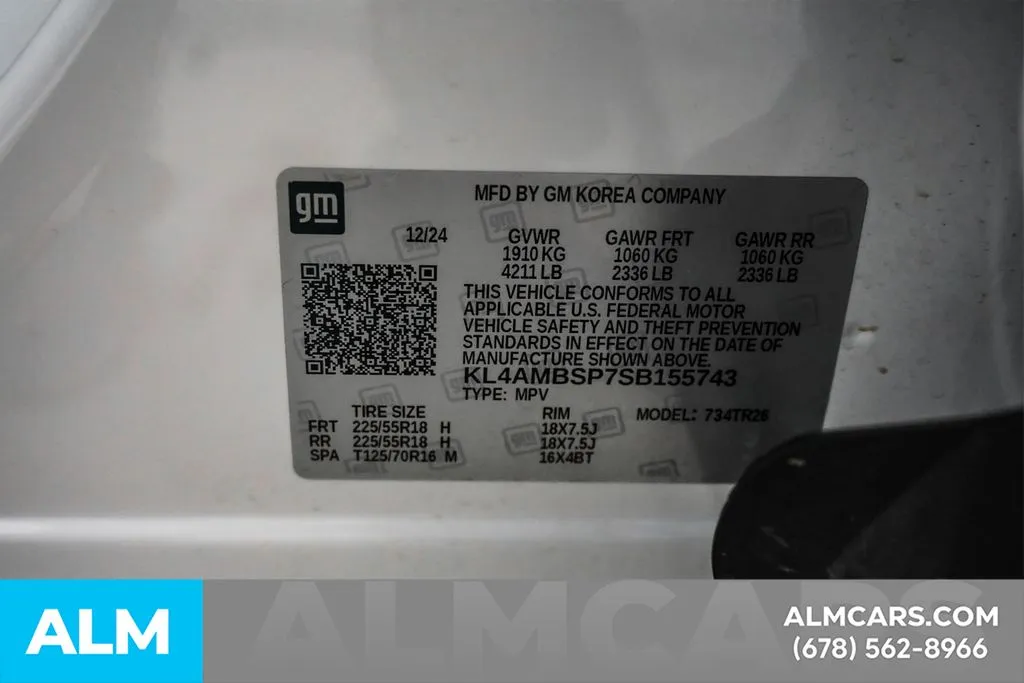 gm
MFD BY GM KOREA COMPANY
12/24 GVWR GAWR FRT GAWR RR
1910 KG 1060 KG 1060 KG
4211 LB 2336 LB 2336 LB
THIS VEHICLE CONFORMS TO ALL
APPLICABLE U.S. FEDERAL MOTOR
VEHICLE SAFETY AND THEFT PREVENTION
STANDARDS IN EFFECT ON THE DATE OF
MANUFACTURE SHOWN ABOVE.
KL4AMBSP7SB155743
TYPE: MPV
TIRE SIZE RIM MODEL: 734TR26
FRT 225/55R18 H 18X7.5J
RR 225/55R18 H 18X7.5J
SPA T125/70R16 M 16X4BT
ALMCARS
ALM
ALMCARS.COM
(678) 562-8966